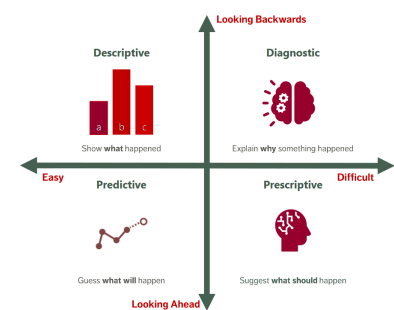 Looking Backwards
Descriptive
Diagnostic
a b c
Show what happened
Explain why something happened
Easy
Difficult
Predictive
Prescriptive
Guess what will happen
Suggest what should happen
Looking Ahead